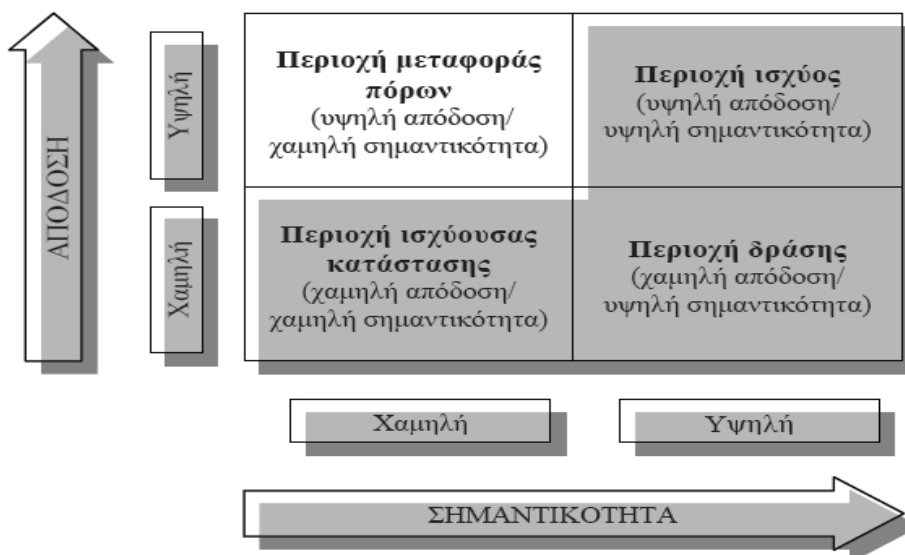 ΑΠΟΔΟΣΗ
Υψηλή
Περιοχή μεταφοράς
πόρων
(υψηλή απόδοση/
χαμηλή σημαντικότητα)
Περιοχή ισχύος
(υψηλή απόδοση/
υψηλή σημαντικότητα)
Χαμηλή
Περιοχή ισχύουσας
κατάστασης
(χαμηλή απόδοση/
χαμηλή σημαντικότητα)
Περιοχή δράσης
(χαμηλή απόδοση/
υψηλή σημαντικότητα)
Χαμηλή
Υψηλή
ΣΗΜΑΝΤΙΚΟΤΗΤΑ